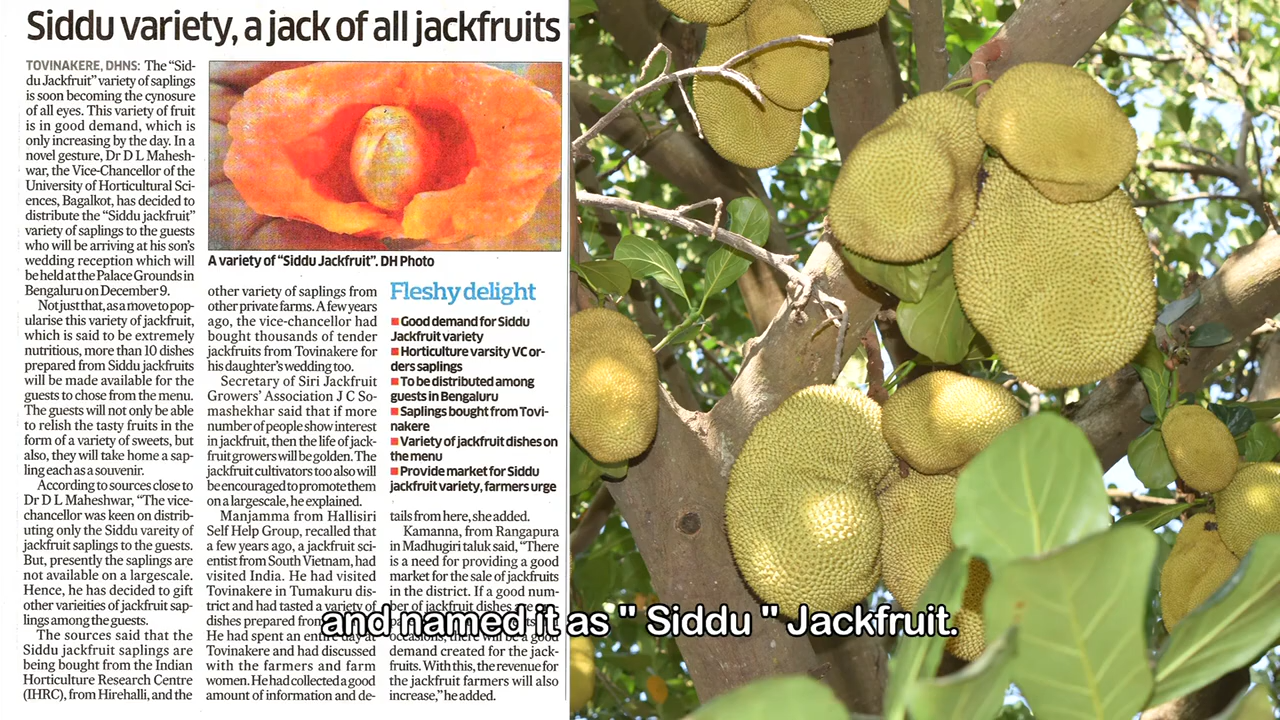 Siddu variety, a jack of all jackfruits
TOVINAKERE, DHNS: The “Sid-
du Jackfruit” variety of saplings
is soon becoming the cynosure
of all eyes. This variety of fruit
is in good demand, which is
only increasing by the day. In a
novel gesture, Dr D L Mahesh-
war, the Vice-Chancellor of the
University of Horticultural Sci-
ences, Bagalkot, has decided to
distribute the “Siddu jackfruit”
variety of saplings to the guests
who will be arriving at his son’s
wedding reception which will
be held at the Palace Grounds in
Bengaluru on December 9.
Not just that, as a move to pop-
ularise this variety of jackfruit,
which is said to be extremely
nutritious, more than 10 dishes
prepared from Siddu jackfruits
will be made available for the
guests to chose from the menu.
The guests will not only be able
to relish the tasty fruits in the
form of a variety of sweets, but
also, they will take home a sap-
ling each as a souvenir.
According to sources close to
Dr D L Maheshwar, “The vice-
chancellor was keen on distrib-
uting only the Siddu vareity of
jackfruit saplings to the guests.
But, presently the saplings are
not available on a largescale.
Hence, he has decided to gift
other varieities of jackfruit sap-
lings among the guests.
The sources said that the
Siddu jackfruit saplings are
being bought from the Indian
Horticulture Research Centre
(IHRC), from Hirehalli, and the
A variety of “Siddu Jackfruit”. DH Photo
other variety of saplings from
other private farms. A few years
ago, the vice-chancellor had
bought thousands of tender
jackfruits from Tovinakere for
his daughter’s wedding too.
Secretary of Siri Jackfruit
Growers’ Association J C So-
mashekhar said that if more
number of people show interest
in jackfruit, then the life of jack-
fruit growers will be golden. The
jackfruit cultivators too also will
be encouraged to promote them
on a largescale, he explained.
Manjamma from Hallisiri
Self Help Group, recalled that
a few years ago, a jackfruit sci-
entist from South Vietnam, had
visited India. He had visited
Tovinakere in Tumakuru dis-
trict and had tasted a variety of
dishes prepared from
He had spent an entire day at
Tovinakere and had discussed
with the farmers and farm
women. He had collected a good
amount of information and de-
Fleshy delight
Good demand for Siddu
Jackfruit variety
Horticulture varsity VC or-
ders saplings
To be distributed among
guests in Bengaluru
Saplings bought from Tovi-
nakere
Variety of jackfruit dishes on
the menu
Provide market for Siddu
jackfruit variety, farmers urge
tails from here, she added.
Kamanna, from Rangapura
in Madhugiri taluk said, “There
is a need for providing a good
market for the sale of jackfruits
in the district. If a good num-
ber of jackfruit dishes are
occasions, there will be a good
demand created for the jack-
fruits. With this, the revenue for
the jackfruit farmers will also
increase,” he added.
and named it as " Siddu " Jackfruit.